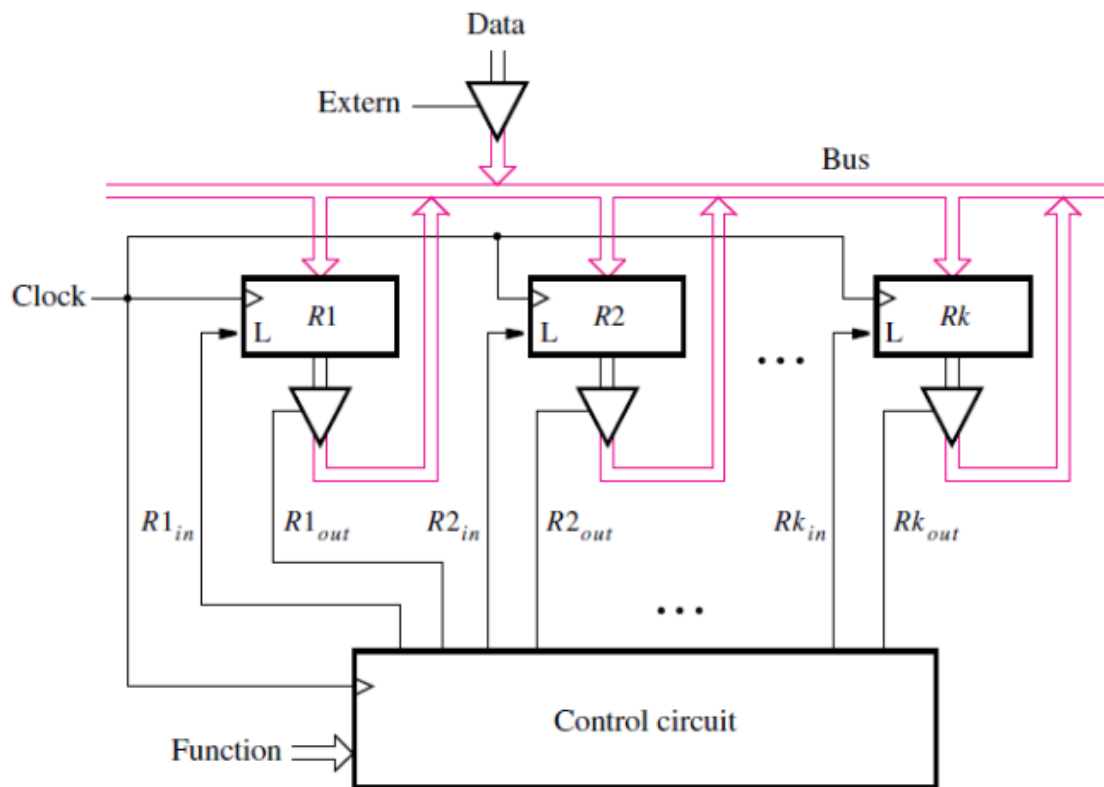 Data
Extern
Bus
Clock
R1
L
R2
L
Rk
L
...
R1in
R1out
R2in
R2out
Rkin
Rkout
...
Control circuit
Function